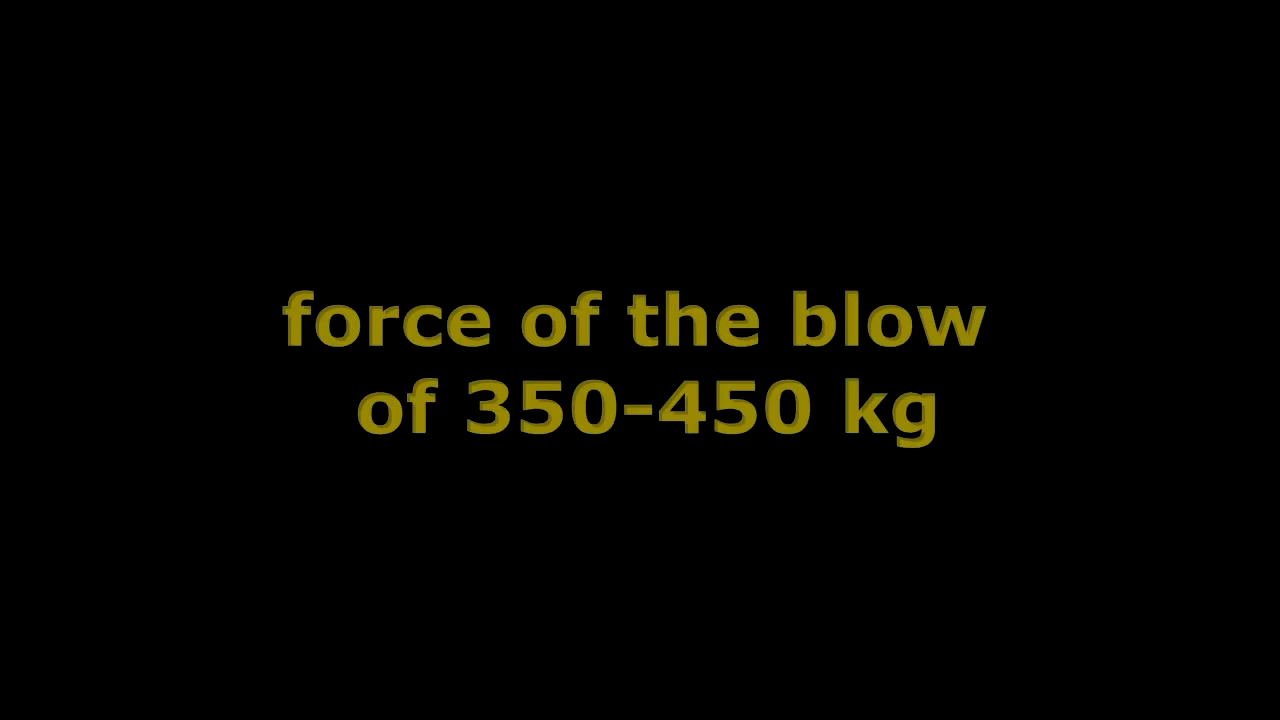 force of the blow
of 350-450 kg